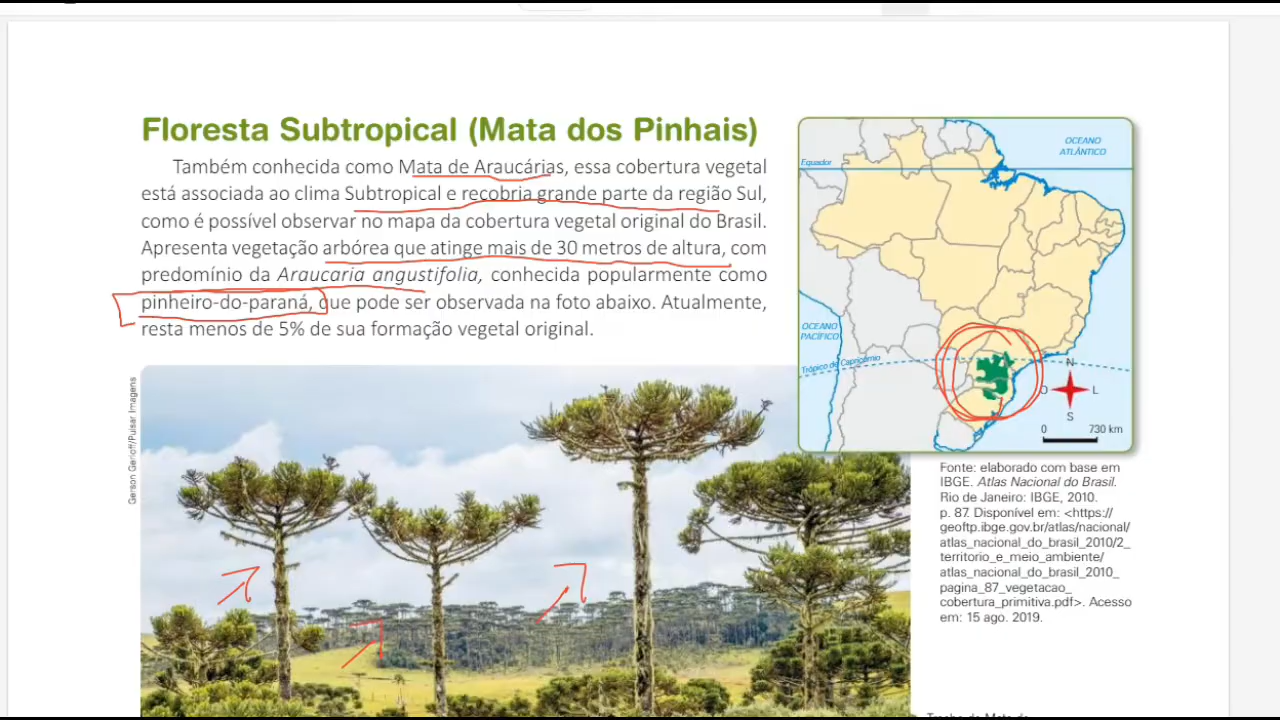 Floresta Subtropical (Mata dos Pinhais)
Também conhecida como Mata de Araucárias, essa cobertura vegetal
está associada ao clima Subtropical e recobria grande parte da região Sul,
como é possível observar no mapa da cobertura vegetal original do Brasil.
Apresenta vegetação arbórea que atinge mais de 30 metros de altura, com
predomínio da Araucaria angustifolia, conhecida popularmente como
pinheiro-do-paraná, que pode ser observada na foto abaixo. Atualmente,
resta menos de 5% de sua formação vegetal original.
Gerson Gerloff/Pulsar Imagens
OCEANO
ATLÂNTICO
Equador
OCEANO
PACÍFICO
Trópico de Capricórnio
N
O
L
S
0 730 km
Fonte: elaborado com base em
IBGE. Atlas Nacional do Brasil.
Rio de Janeiro: IBGE, 2010.
p. 87. Disponível em: <https://
geoftp.ibge.gov.br/atlas/nacional/
atlas_nacional_do_brasil_2010/2_
territorio_e_meio_ambiente/
atlas_nacional_do_brasil_2010_
pagina_87_vegetacao_
cobertura_primitiva.pdf>. Acesso
em: 15 ago. 2019.